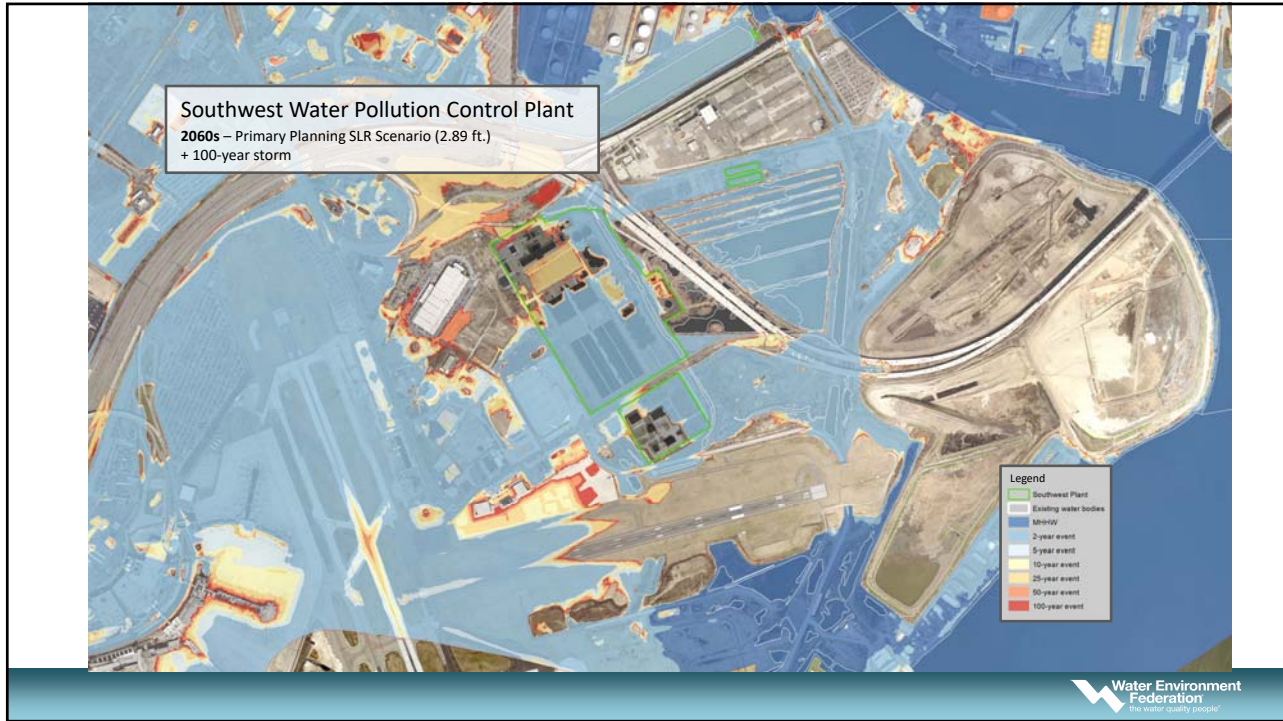 Southwest Water Pollution Control Plant
2060s – Primary Planning SLR Scenario (2.89 ft.)
+ 100-year storm
Legend
Southwest Plant
Existing water bodies
MHHW
2-year event
5-year event
10-year event
25-year event
50-year event
100-year event
Water Environment
Federation
the water quality people®